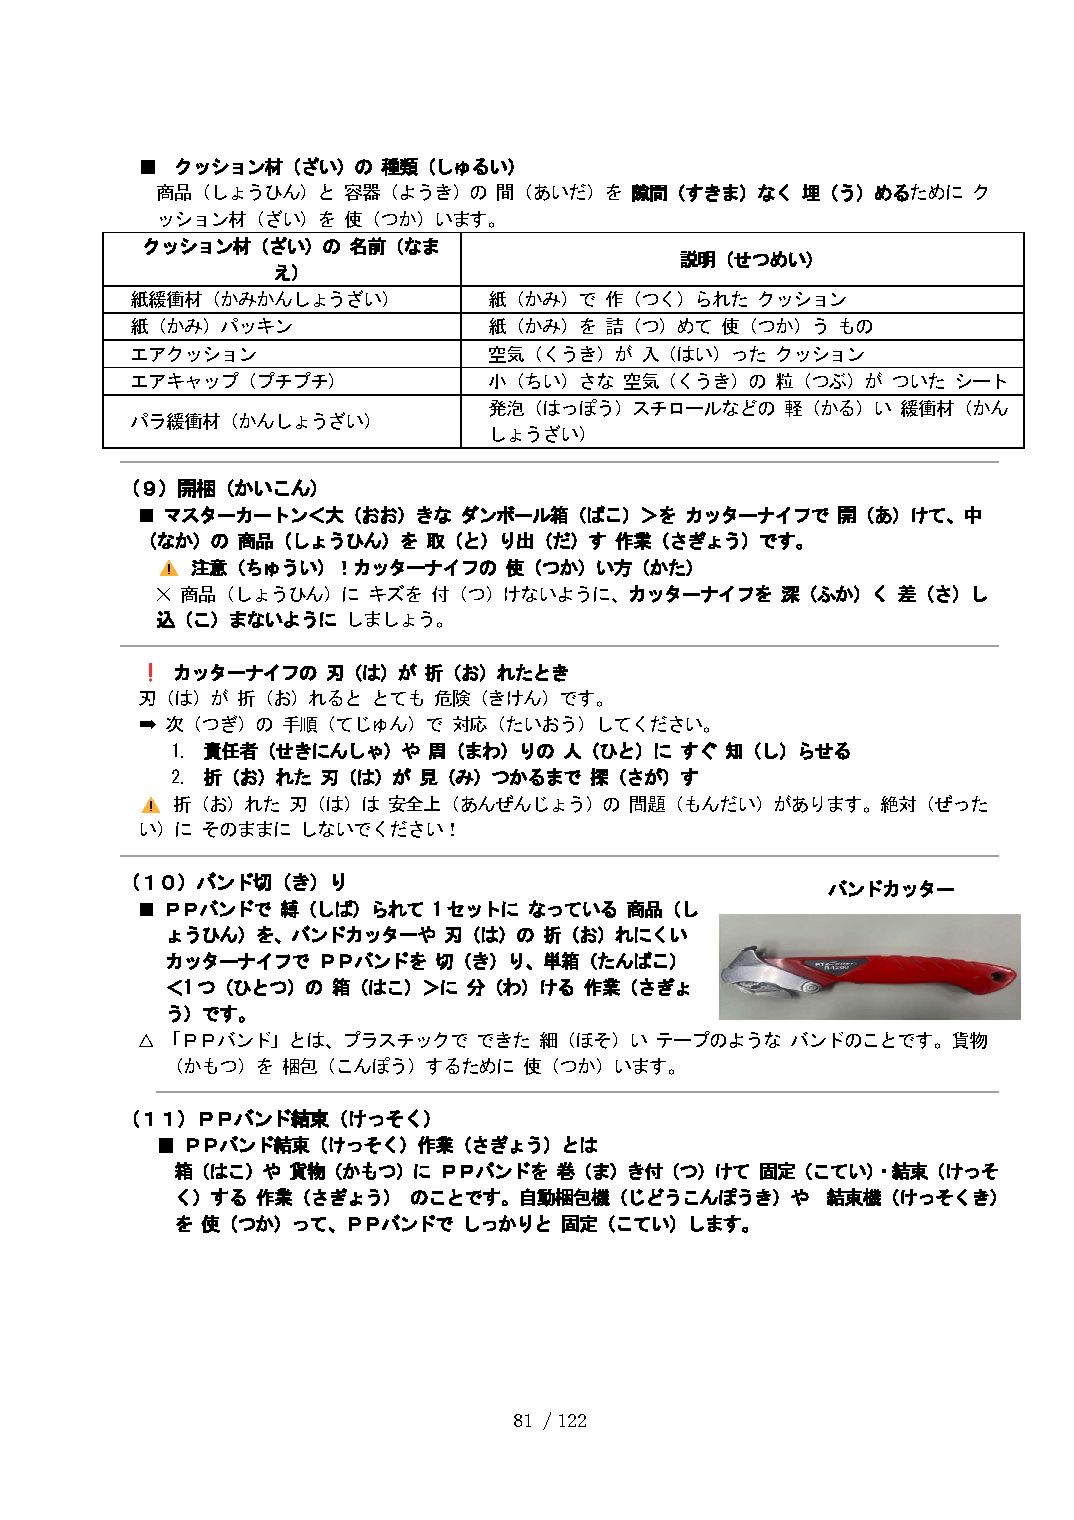 ■ クッション材（ざい）の 種類（しゅるい）
商品（しょうひん）と 容器（ようき）の 間（あいだ）を 隙間（すきま）なく 埋（う）めるために ク
ッション材（ざい）を 使（つか）います。
クッション材（ざい）の 名前（なま
え）
説明（せつめい）
紙緩衝材（かみかんしょうざい）
紙（かみ）で 作（つく）られた クッション
紙（かみ）パッキン
紙（かみ）を 詰（つ）めて 使（つか）う もの
エアクッション
空気（くうき）が 入（はい）った クッション
エアキャップ（プチプチ）
小（ちい）さな 空気（くうき）の 粒（つぶ）が ついた シート
バラ緩衝材（かんしょうざい）
発泡（はっぽう）スチロールなどの 軽（かる）い 緩衝材（かん
しょうざい）
（９）開梱（かいこん）
■ マスターカートン＜大（おお）きな ダンボール箱（ばこ）＞を カッターナイフで 開（あ）けて、中
（なか）の 商品（しょうひん）を 取（と）り出（だ）す 作業（さぎょう）です。
⚠ 注意（ちゅうい）！カッターナイフの 使（つか）い方（かた）
× 商品（しょうひん）に キズを 付（つ）けないように、カッターナイフを 深（ふか）く 差（さ）し
込（こ）まないように しましょう。
❗ カッターナイフの 刃（は）が 折（お）れたとき
刃（は）が 折（お）れると とても 危険（きけん）です。
➡ 次（つぎ）の 手順（てじゅん）で 対応（たいおう）してください。
1. 責任者（せきにんしゃ）や 周（まわ）りの 人（ひと）に すぐ 知（し）らせる
2. 折（お）れた 刃（は）が 見（み）つかるまで 探（さが）す
⚠ 折（お）れた 刃（は）は 安全上（あんぜんじょう）の 問題（もんだい）があります。絶対（ぜった
い）に そのままに しないでください！
（１０）バンド切（き）り
バンドカッター
■ ＰＰバンドで 縛（しば）られて 1セットに なっている 商品（し
ょうひん）を、バンドカッターや 刃（は）の 折（お）れにくい
カッターナイフで ＰＰバンドを 切（き）り、単箱（たんばこ）
＜1つ（ひとつ）の 箱（はこ）＞に 分（わ）ける 作業（さぎょ
う）です。
△ 「ＰＰバンド」とは、プラスチックで できた 細（ほそ）い テープのような バンドのことです。貨物
（かもつ）を 梱包（こんぽう）するために 使（つか）います。
（１１）ＰＰバンド結束（けっそく）
■ ＰＰバンド結束（けっそく）作業（さぎょう）とは
箱（はこ）や 貨物（かもつ）に ＰＰバンドを 巻（ま）き付（つ）けて 固定（こてい）・結束（けっそ
く）する 作業（さぎょう） のことです。自動梱包機（じどうこんぽうき）や 結束機（けっそくき）
を 使（つか）って、ＰＰバンドで しっかりと 固定（こてい）します。
81 / 122